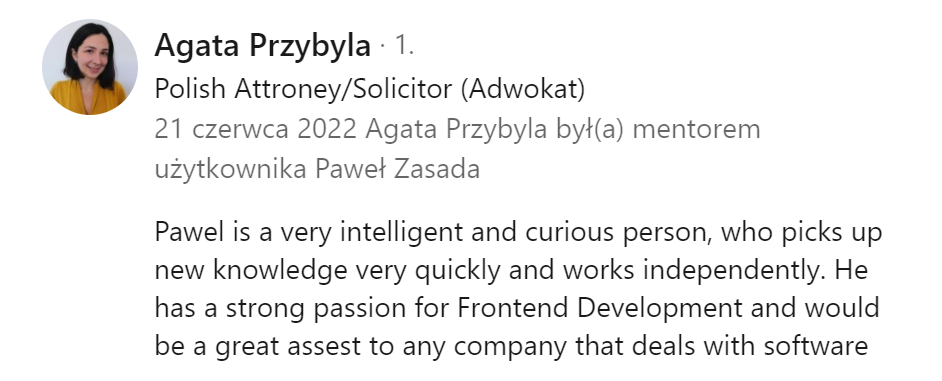 Agata Przybyla · 1.
Polish Attroney/Solicitor (Adwokat)
21 czerwca 2022 Agata Przybyla był(a) mentorem
użytkownika Paweł Zasada
Pawel is a very intelligent and curious person, who picks up
new knowledge very quickly and works independently. He
has a strong passion for Frontend Development and would
be a great assest to any company that deals with software